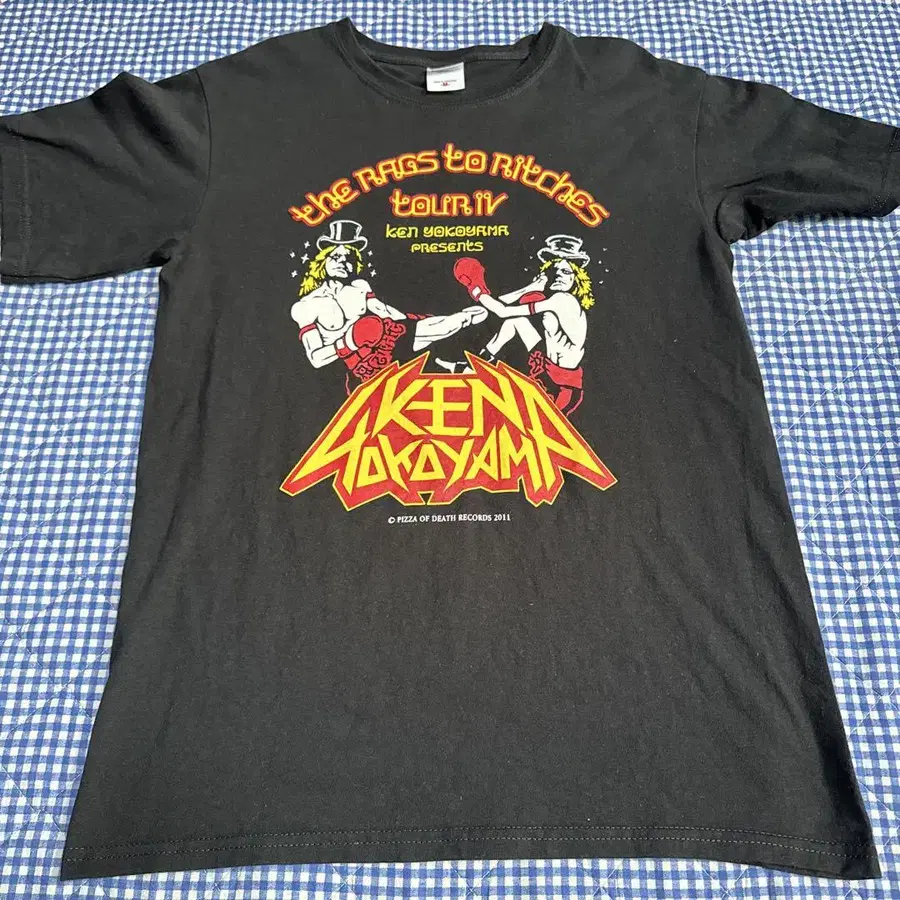 the RAGS to RitcHes
touR iV
KEN YOKOYAMA
PRESENtS
KEN
YOKOYAMA
© PIZZA OF DEATH RECORDS 2011